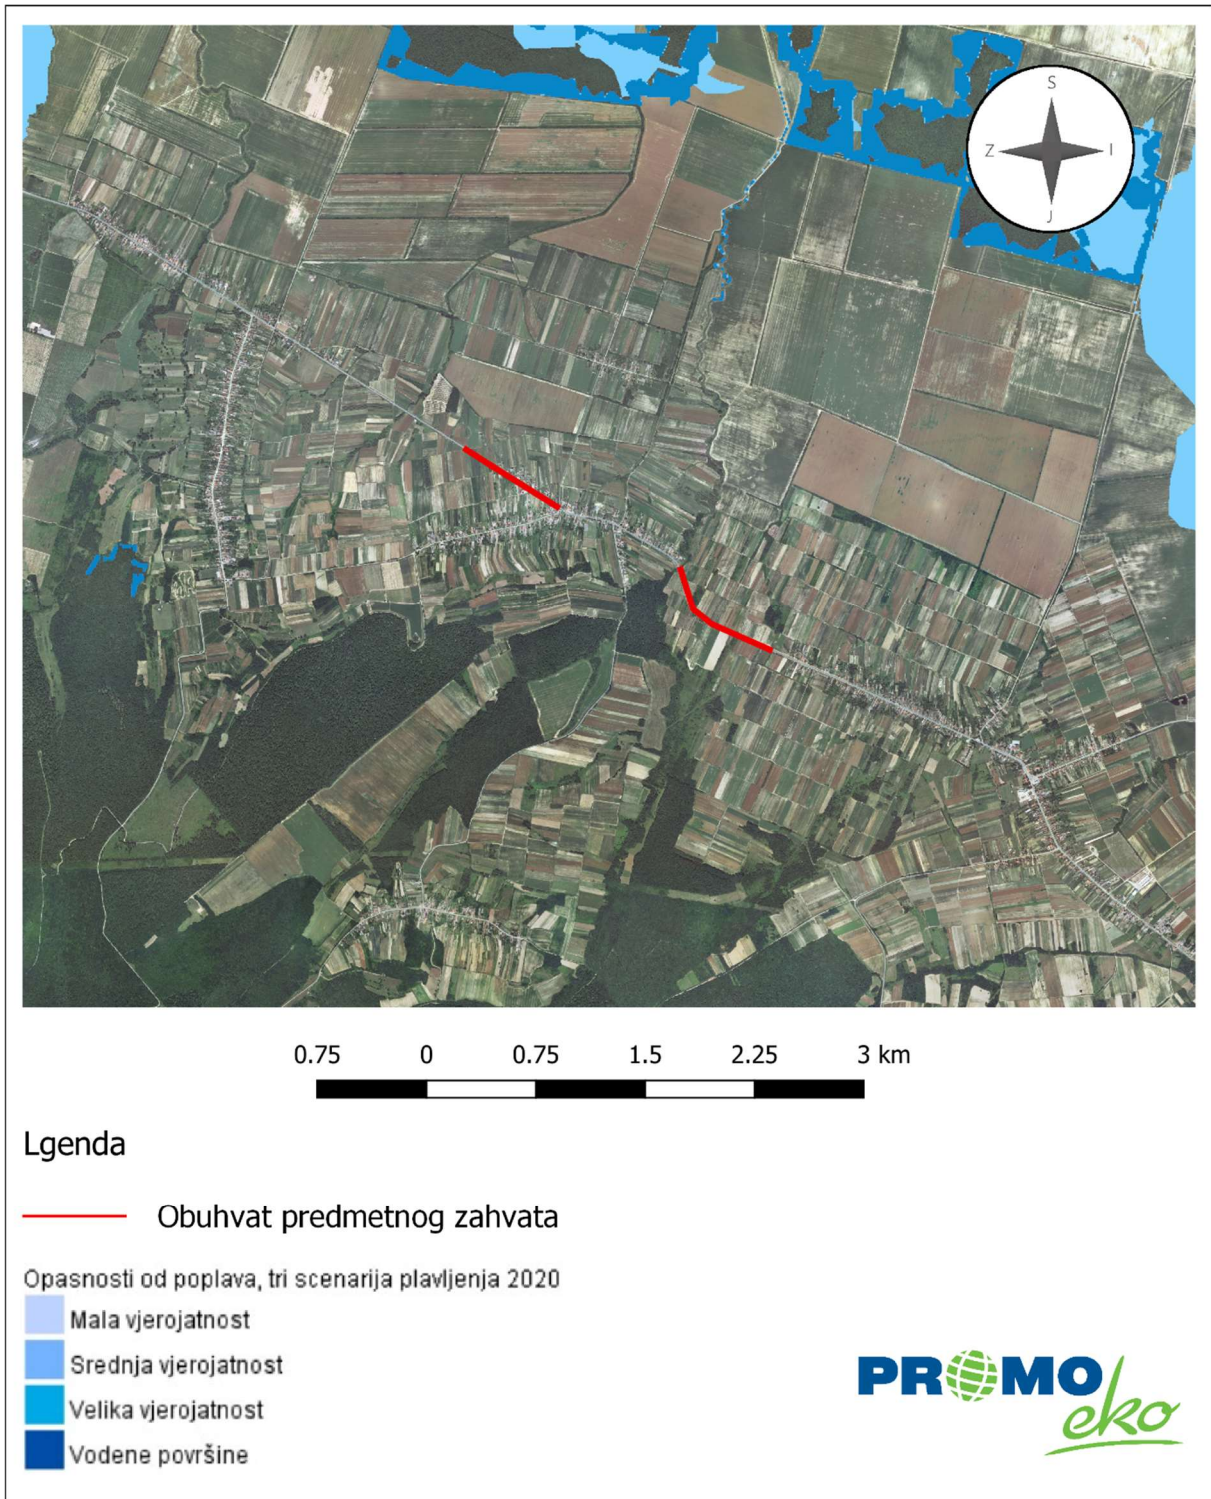 S
Z I
J
0.75 0 0.75 1.5 2.25 3 km
Lgenda
Obuhvat predmetnog zahvata
Opasnosti od poplava, tri scenarija plavljenja 2020
Mala vjerojatnost
Srednja vjerojatnost
Velika vjerojatnost
Vodene površine
PROMO
eko